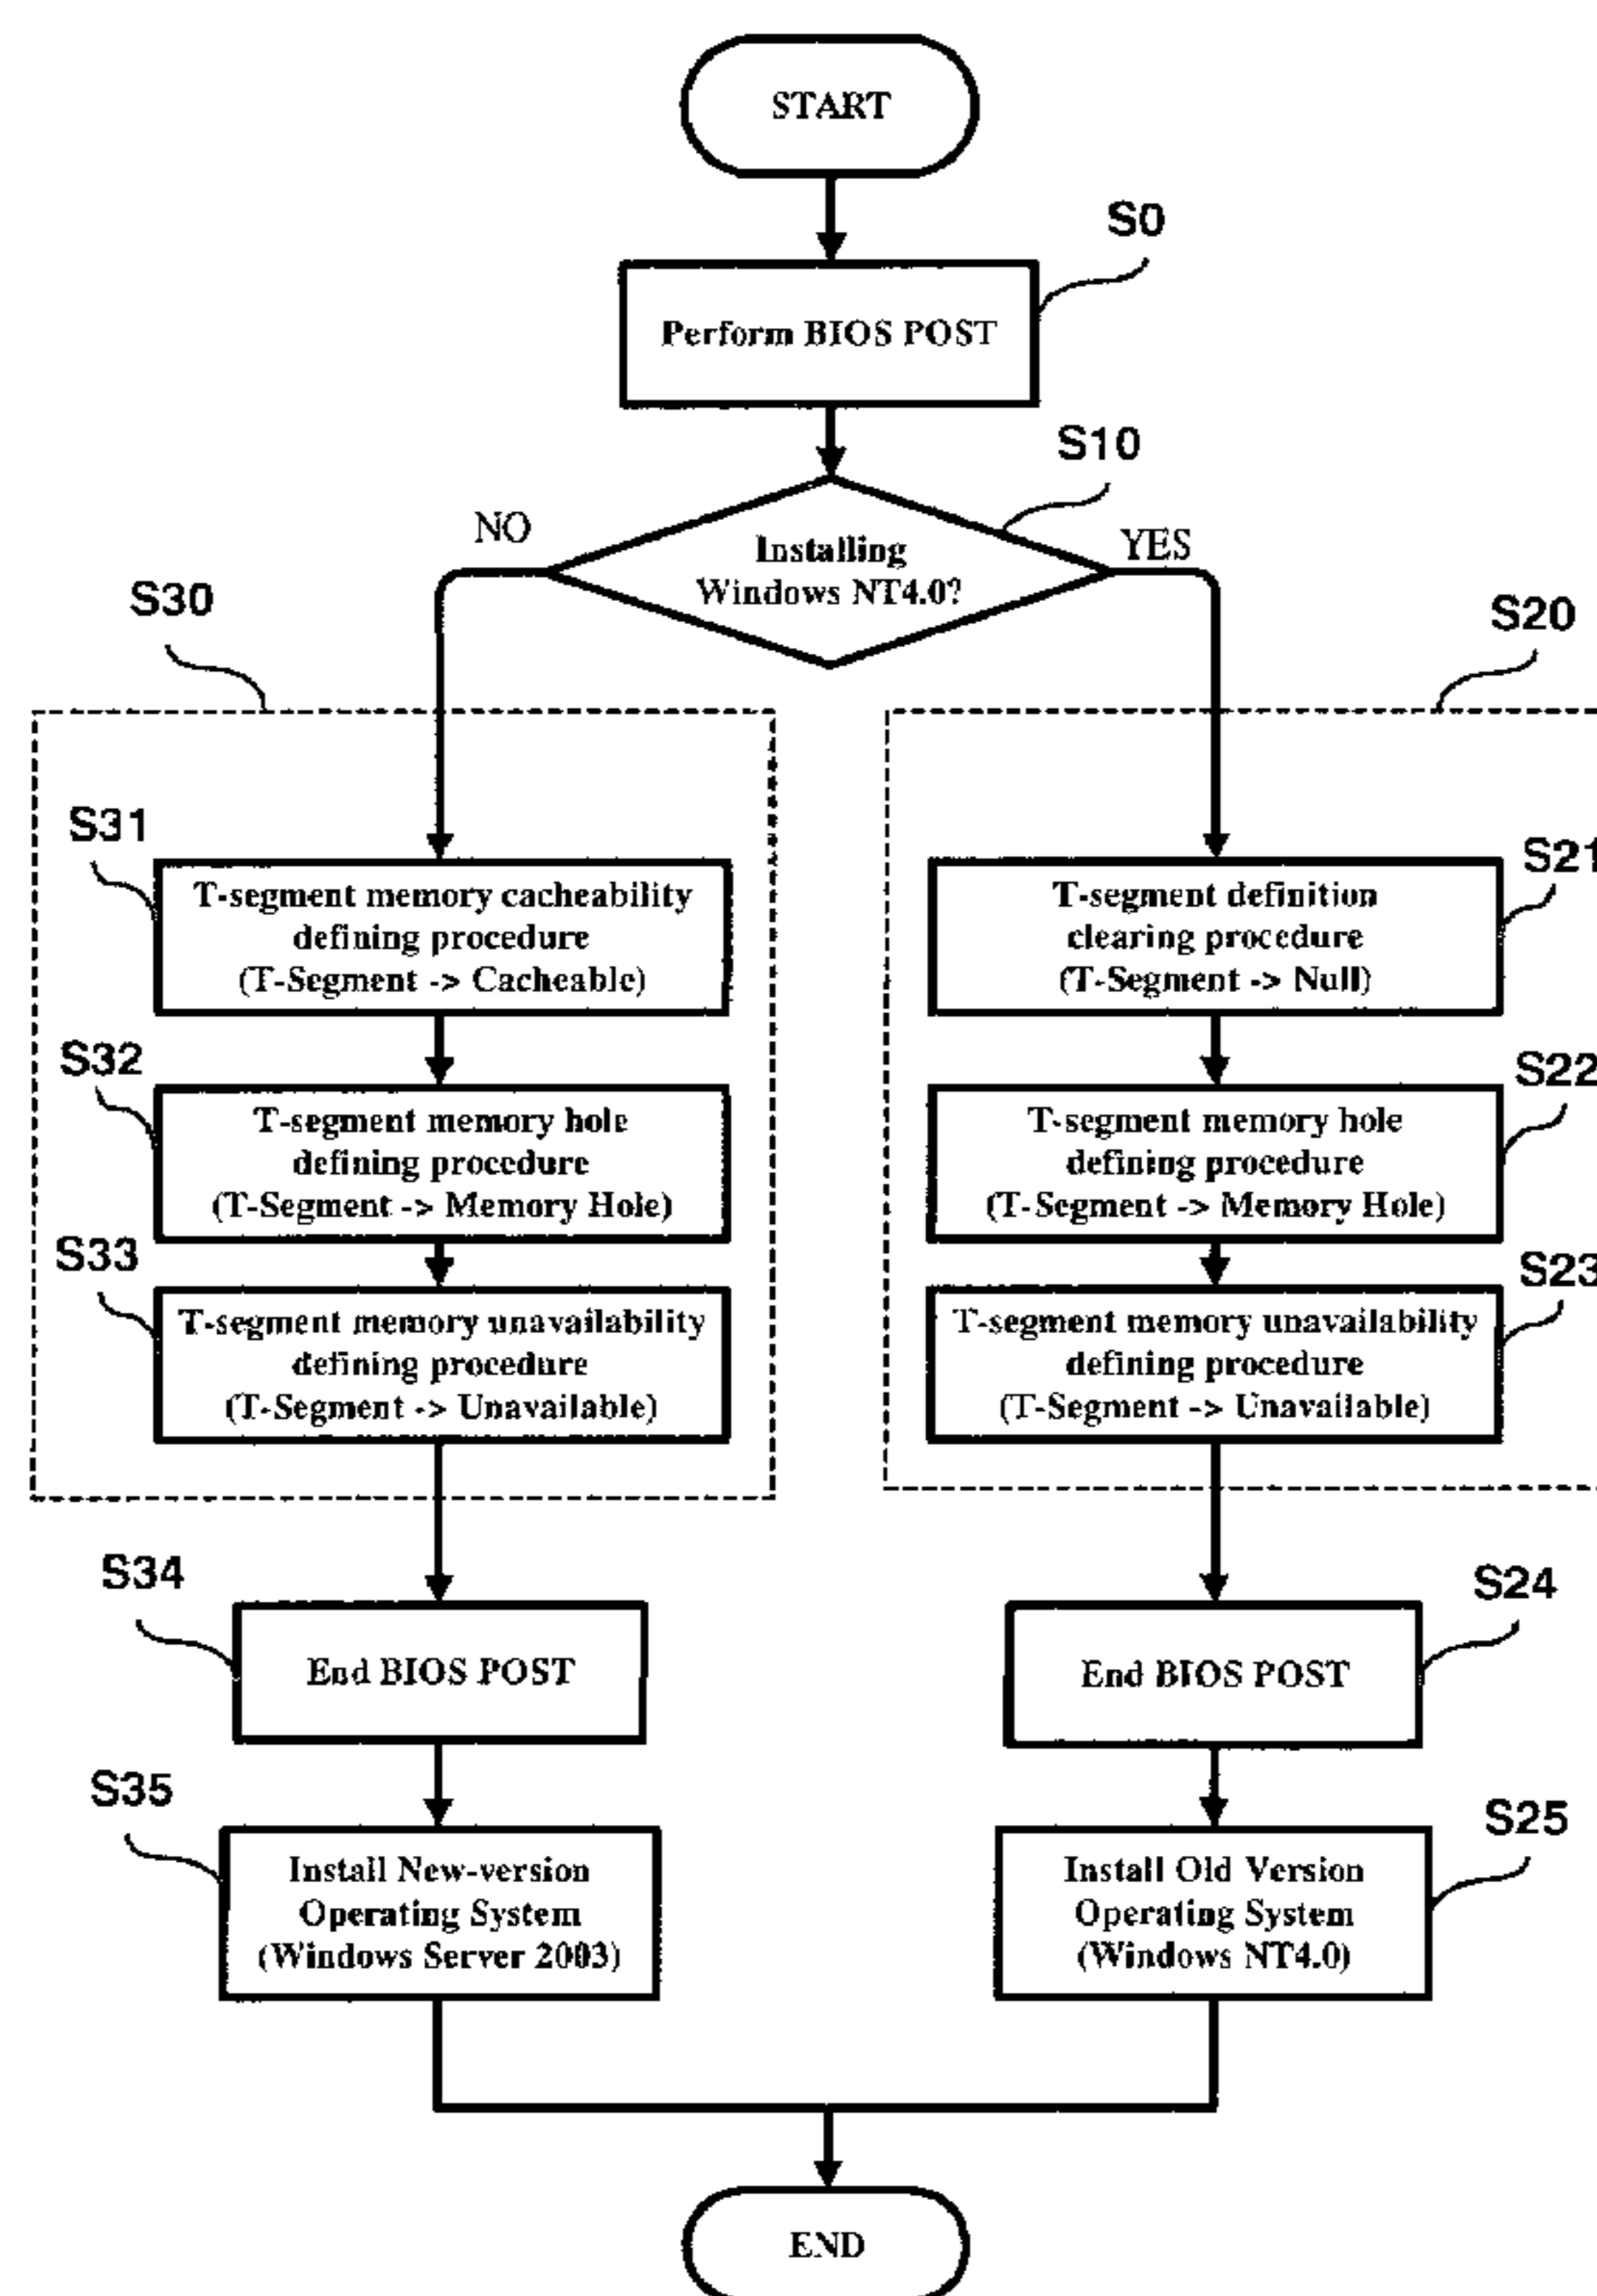 START
S0
Perform BIOS POST
S10
NO
YES
Installing
Windows NT4.0?
S30
S20
S31
T-segment memory cacheability
defining procedure
(T-Segment -> Cacheable)
S32
T-segment memory hole
defining procedure
(T-Segment -> Memory Hole)
S33
T-segment memory unavailability
defining procedure
(T-Segment -> Unavailable)
S34
End BIOS POST
S35
Install New-version
Operating System
(Windows Server 2003)
S21
T-segment definition
clearing procedure
(T-Segment -> Null)
S22
T-segment memory hole
defining procedure
(T-Segment -> Memory Hole)
S23
T-segment memory unavailability
defining procedure
(T-Segment -> Unavailable)
S24
End BIOS POST
S25
Install Old Version
Operating System
(Windows NT4.0)
END